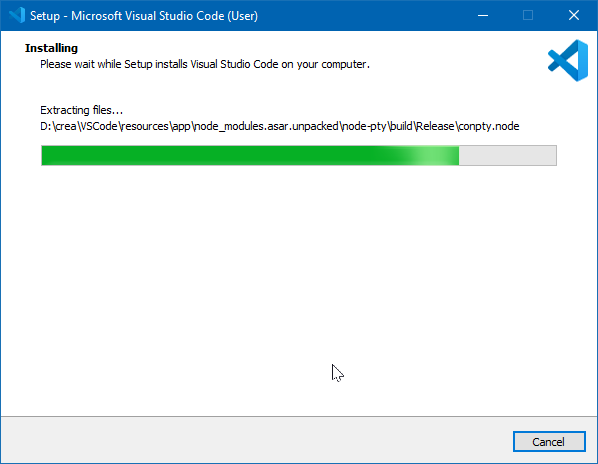 Setup - Microsoft Visual Studio Code (User)
Installing
Please wait while Setup installs Visual Studio Code on your computer.
Extracting files...
D:\crea\VSCode\resources\app\node_modules.asar.unpacked\node-pty\build\Release\conpty.node
Cancel